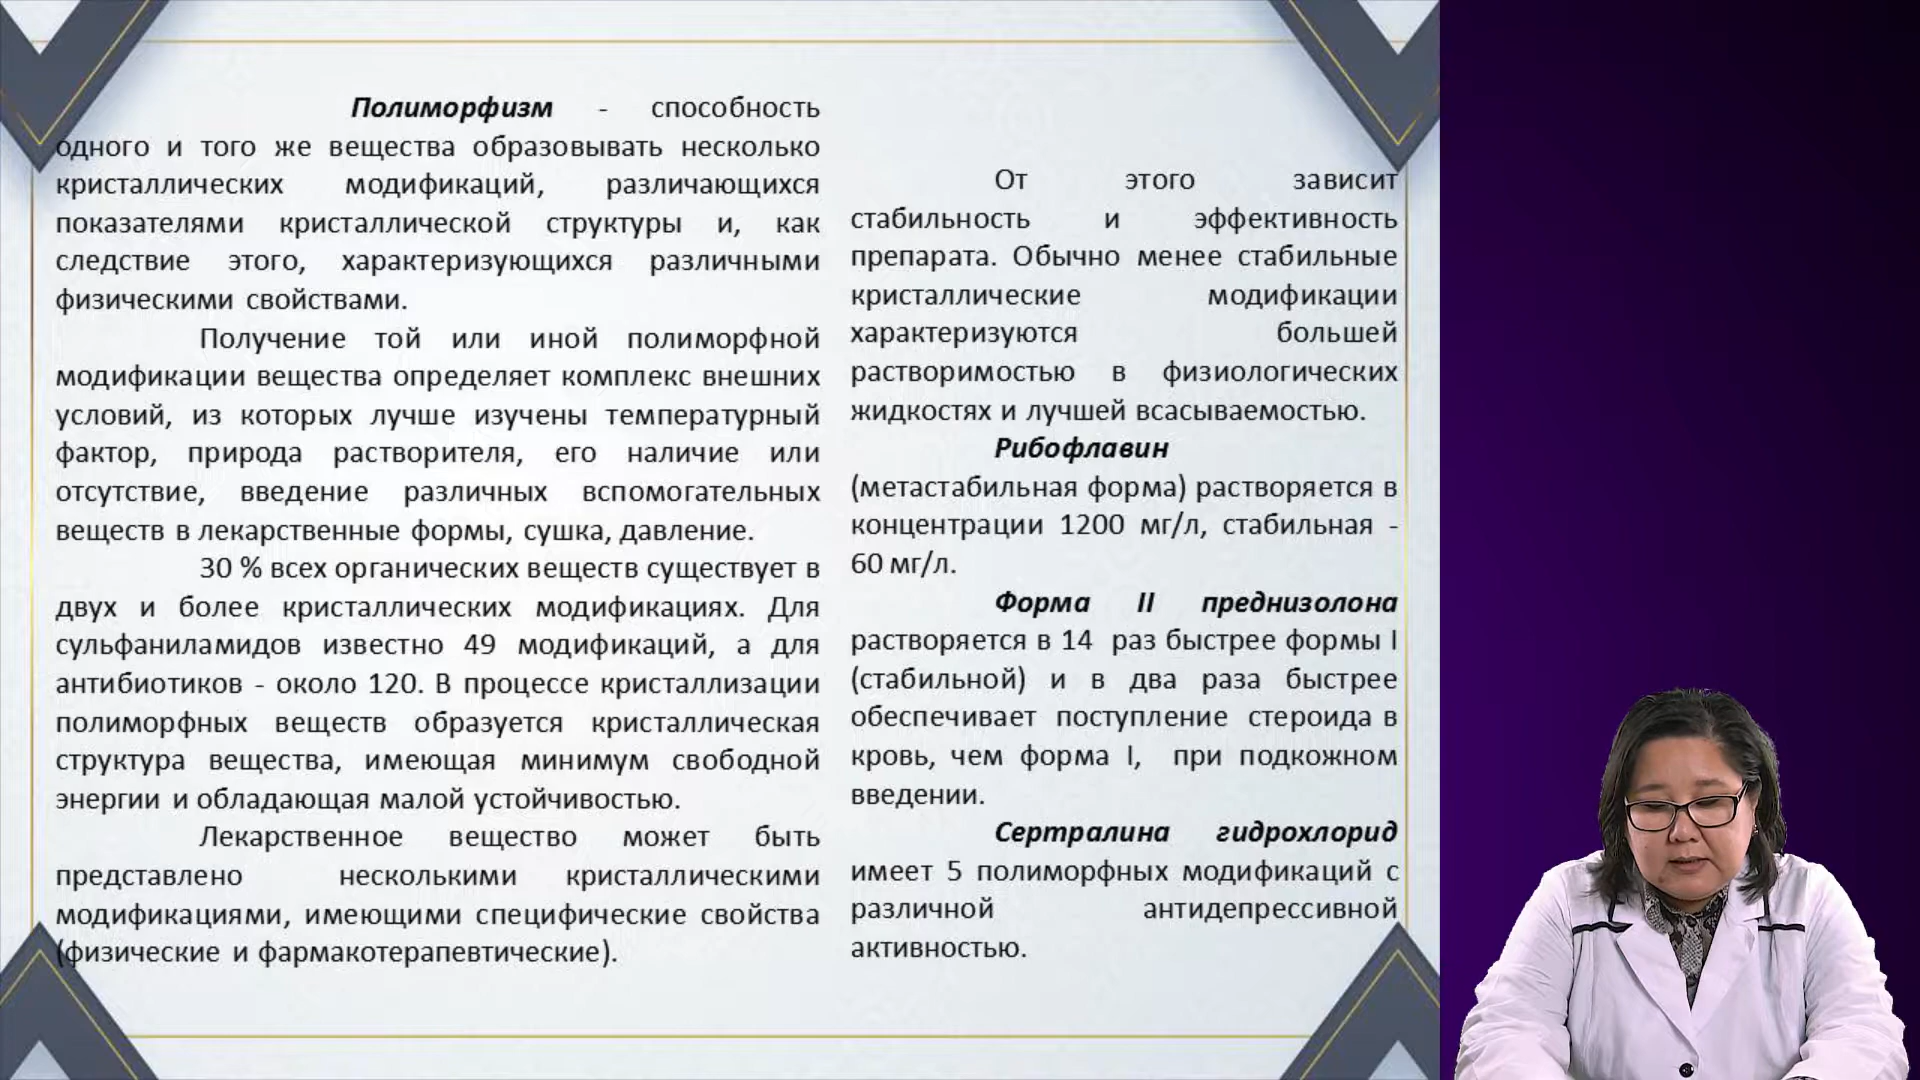 Полиморфизм - способность
одного и того же вещества образовывать несколько
кристаллических модификаций, различающихся
показателями кристаллической структуры и, как
следствие этого, характеризующихся различными
физическими свойствами.
Получение той или иной полиморфной
модификации вещества определяет комплекс внешних
условий, из которых лучше изучены температурный
фактор, природа растворителя, его наличие или
отсутствие, введение различных вспомогательных
веществ в лекарственные формы, сушка, давление.
30 % всех органических веществ существует в
двух и более кристаллических модификациях. Для
сульфаниламидов известно 49 модификаций, а для
антибиотиков - около 120. В процессе кристаллизации
полиморфных веществ образуется кристаллическая
структура вещества, имеющая минимум свободной
энергии и обладающая малой устойчивостью.
Лекарственное вещество может быть
представлено несколькими кристаллическими
модификациями, имеющими специфические свойства
(физические и фармакотерапевтические).
От этого зависит
стабильность и эффективность
препарата. Обычно менее стабильные
кристаллические модификации
характеризуются большей
растворимостью в физиологических
жидкостях и лучшей всасываемостью.
Рибофлавин
(метастабильная форма) растворяется в
концентрации 1200 мг/л, стабильная -
60 мг/л.
Форма II преднизолона
растворяется в 14 раз быстрее формы I
(стабильной) и в два раза быстрее
обеспечивает поступление стероида в
кровь, чем форма I, при подкожном
введении.
Сертралина гидрохлорид
имеет 5 полиморфных модификаций с
различной антидепрессивной
активностью.